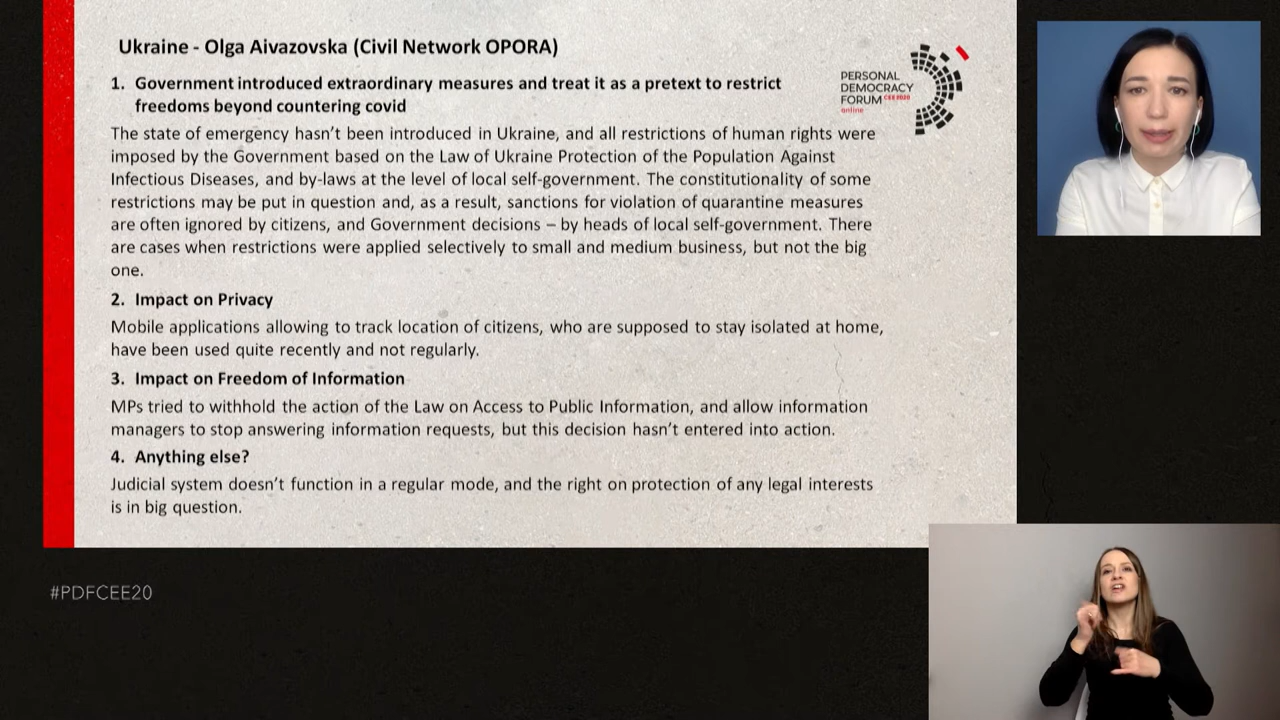 Ukraine - Olga Aivazovska (Civil Network OPORA)
1. Government introduced extraordinary measures and treat it as a pretext to restrict
freedoms beyond countering covid
The state of emergency hasn’t been introduced in Ukraine, and all restrictions of human rights were
imposed by the Government based on the Law of Ukraine Protection of the Population Against
Infectious Diseases, and by-laws at the level of local self-government. The constitutionality of some
restrictions may be put in question and, as a result, sanctions for violation of quarantine measures
are often ignored by citizens, and Government decisions – by heads of local self-government. There
are cases when restrictions were applied selectively to small and medium business, but not the big
one.
2. Impact on Privacy
Mobile applications allowing to track location of citizens, who are supposed to stay isolated at home,
have been used quite recently and not regularly.
3. Impact on Freedom of Information
MPs tried to withhold the action of the Law on Access to Public Information, and allow information
managers to stop answering information requests, but this decision hasn’t entered into action.
4. Anything else?
Judicial system doesn’t function in a regular mode, and the right on protection of any legal interests
is in big question.
PERSONAL
DEMOCRACY
FORUM CEE 2020
online
#PDFCEE20